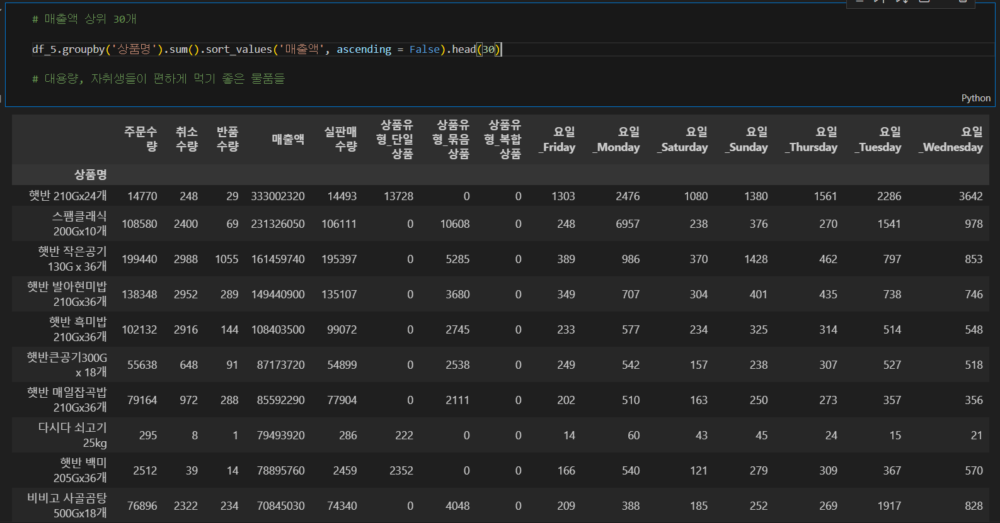 # 매출액 상위 30개
df_5.groupby('상품명').sum().sort_values('매출액', ascending = False).head(30)
# 대용량, 자취생들이 편하게 먹기 좋은 물품들
Python
주문수량 취소수량 반품수량 매출액 실판매수량 상품유형_단일상품 상품유형_묶음상품 상품유형_복합상품 요일_Friday 요일_Monday 요일_Saturday 요일_Sunday 요일_Thursday 요일_Tuesday 요일_Wednesday
상품명
햇반 210Gx24개 14770 248 29 333002320 14493 13728 0 0 1303 2476 1080 1380 1561 2286 3642
스팸클래식 200Gx10개 108580 2400 69 231326050 106111 0 10608 0 248 6957 238 376 270 1541 978
햇반 작은공기 130G x 36개 199440 2988 1055 161459740 195397 0 5285 0 389 986 370 1428 462 797 853
햇반 발아현미밥 210Gx36개 138348 2952 289 149440900 135107 0 3680 0 349 707 304 401 435 738 746
햇반 흑미밥 210Gx36개 102132 2916 144 108403500 99072 0 2745 0 233 577 234 325 314 514 548
햇반큰공기300G x 18개 55638 648 91 87173720 54899 0 2538 0 249 542 157 238 307 527 518
햇반 매일잡곡밥 210Gx36개 79164 972 288 85592290 77904 0 2111 0 202 510 163 250 273 357 356
다시다 쇠고기 25kg 295 8 1 79493920 286 222 0 0 14 60 43 45 24 15 21
햇반 백미 205Gx36개 2512 39 14 78895760 2459 2352 0 0 166 540 121 279 309 367 570
비비고 사골곰탕 500Gx18개 76896 2322 234 70845030 74340 0 4048 0 209 388 185 252 269 1917 828